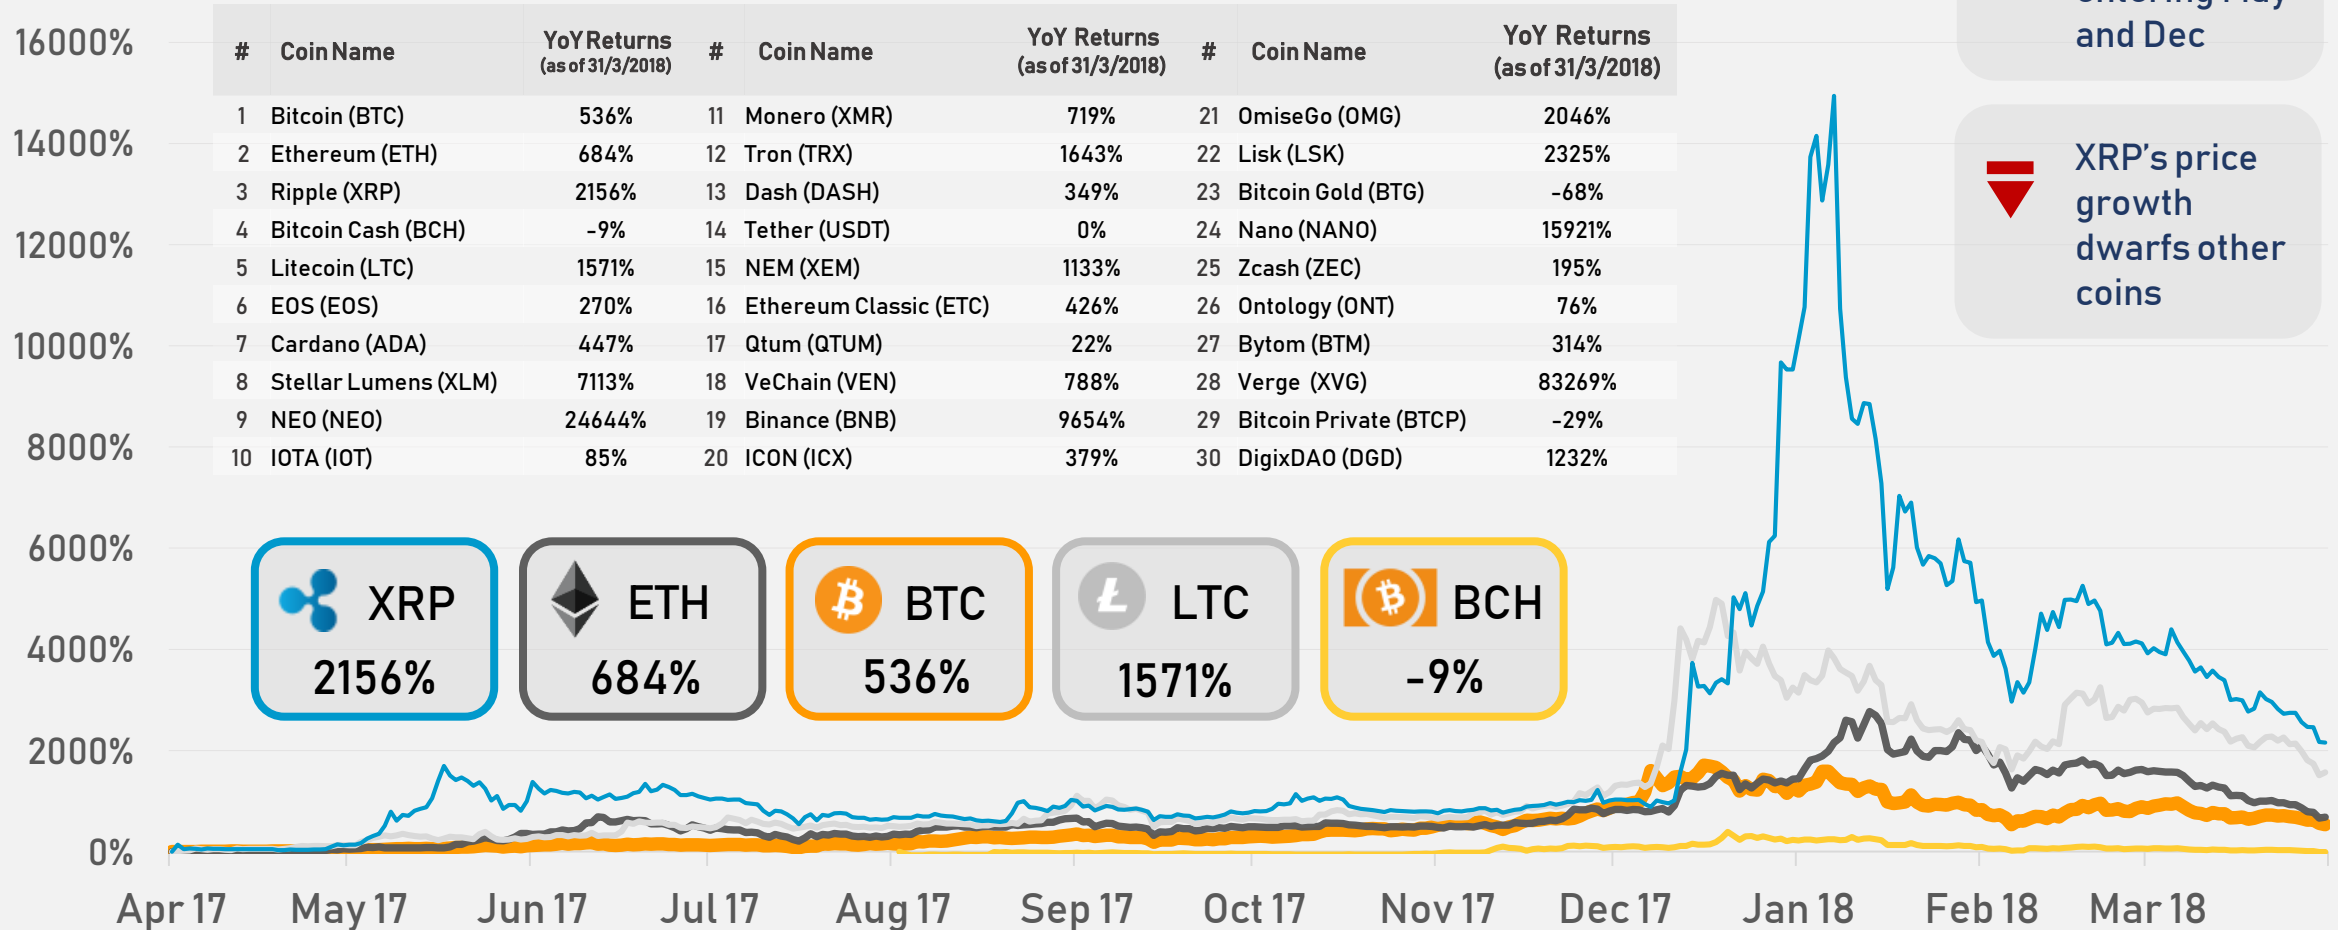 and Dec
XRP's price
growth
dwarfs other
coins
# Coin Name YoY Returns (as of 31/3/2018) # Coin Name YoY Returns (as of 31/3/2018) # Coin Name YoY Returns (as of 31/3/2018)
1 Bitcoin (BTC) 536% 11 Monero (XMR) 719% 21 OmiseGo (OMG) 2046%
2 Ethereum (ETH) 684% 12 Tron (TRX) 1643% 22 Lisk (LSK) 2325%
3 Ripple (XRP) 2156% 13 Dash (DASH) 349% 23 Bitcoin Gold (BTG) -68%
4 Bitcoin Cash (BCH) -9% 14 Tether (USDT) 0% 24 Nano (NANO) 15921%
5 Litecoin (LTC) 1571% 15 NEM (XEM) 1133% 25 Zcash (ZEC) 195%
6 EOS (EOS) 270% 16 Ethereum Classic (ETC) 426% 26 Ontology (ONT) 76%
7 Cardano (ADA) 447% 17 Qtum (QTUM) 22% 27 Bytom (BTM) 314%
8 Stellar Lumens (XLM) 7113% 18 VeChain (VEN) 788% 28 Verge (XVG) 83269%
9 NEO (NEO) 24644% 19 Binance (BNB) 9654% 29 Bitcoin Private (BTCP) -29%
10 IOTA (IOT) 85% 20 ICON (ICX) 379% 30 DigixDAO (DGD) 1232%
XRP ETH BTC LTC BCH
2156% 684% 536% 1571% -9%
16000%
14000%
12000%
10000%
8000%
6000%
4000%
2000%
0%
Apr 17 May 17 Jun 17 Jul 17 Aug 17 Sep 17 Oct 17 Nov 17 Dec 17 Jan 18 Feb 18 Mar 18